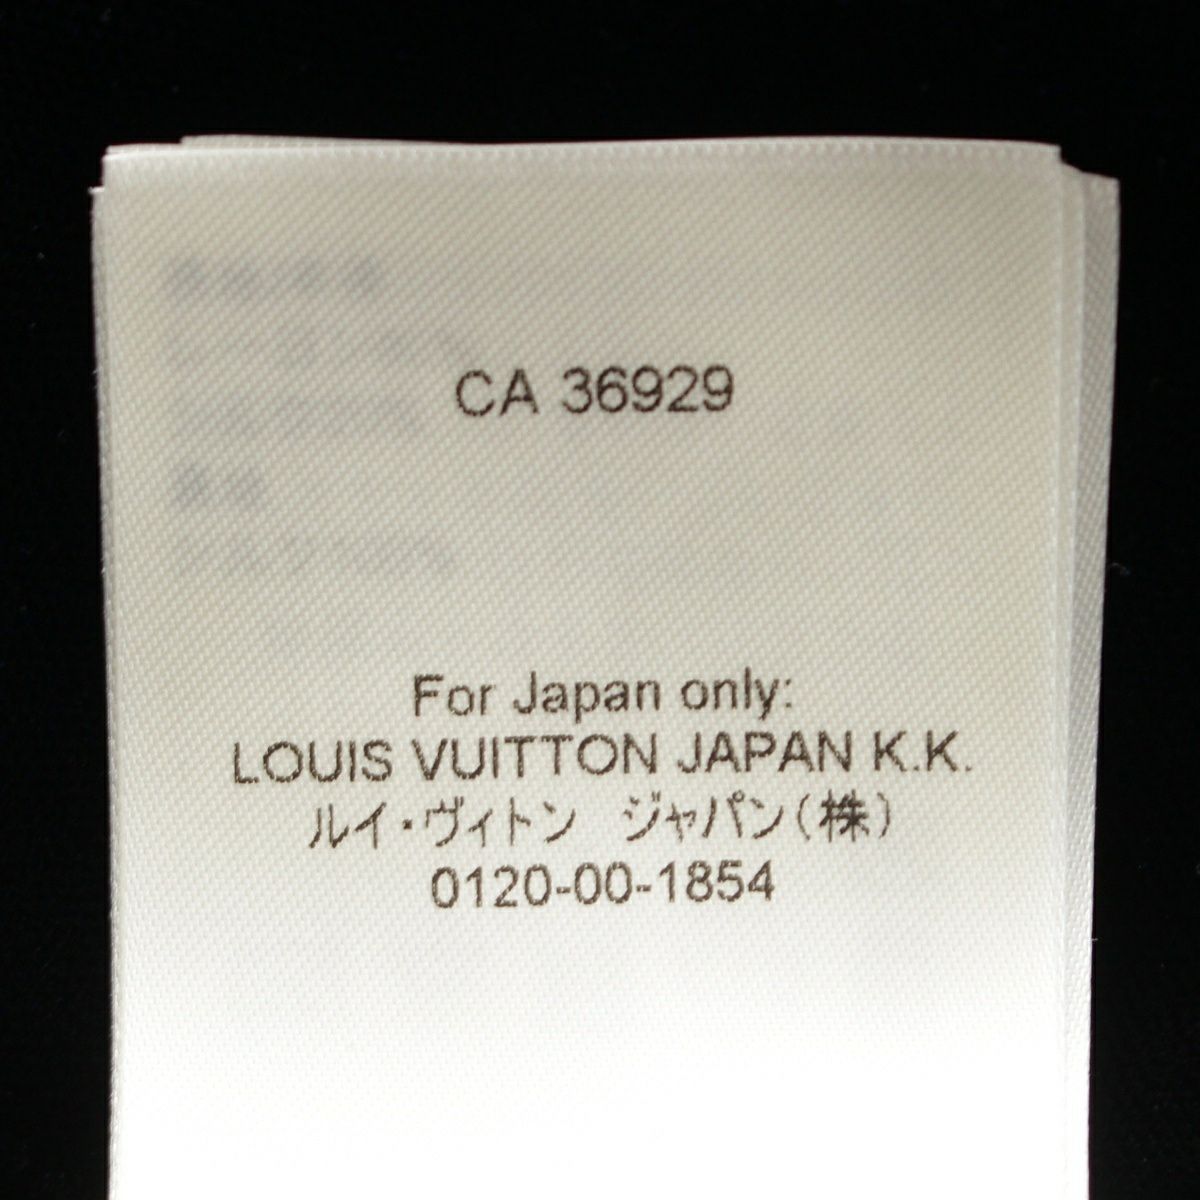 CA 36929
For Japan only:
LOUIS VUITTON JAPAN K.K.
ルイ・ヴィトン　ジャパン(株)
0120-00-1854